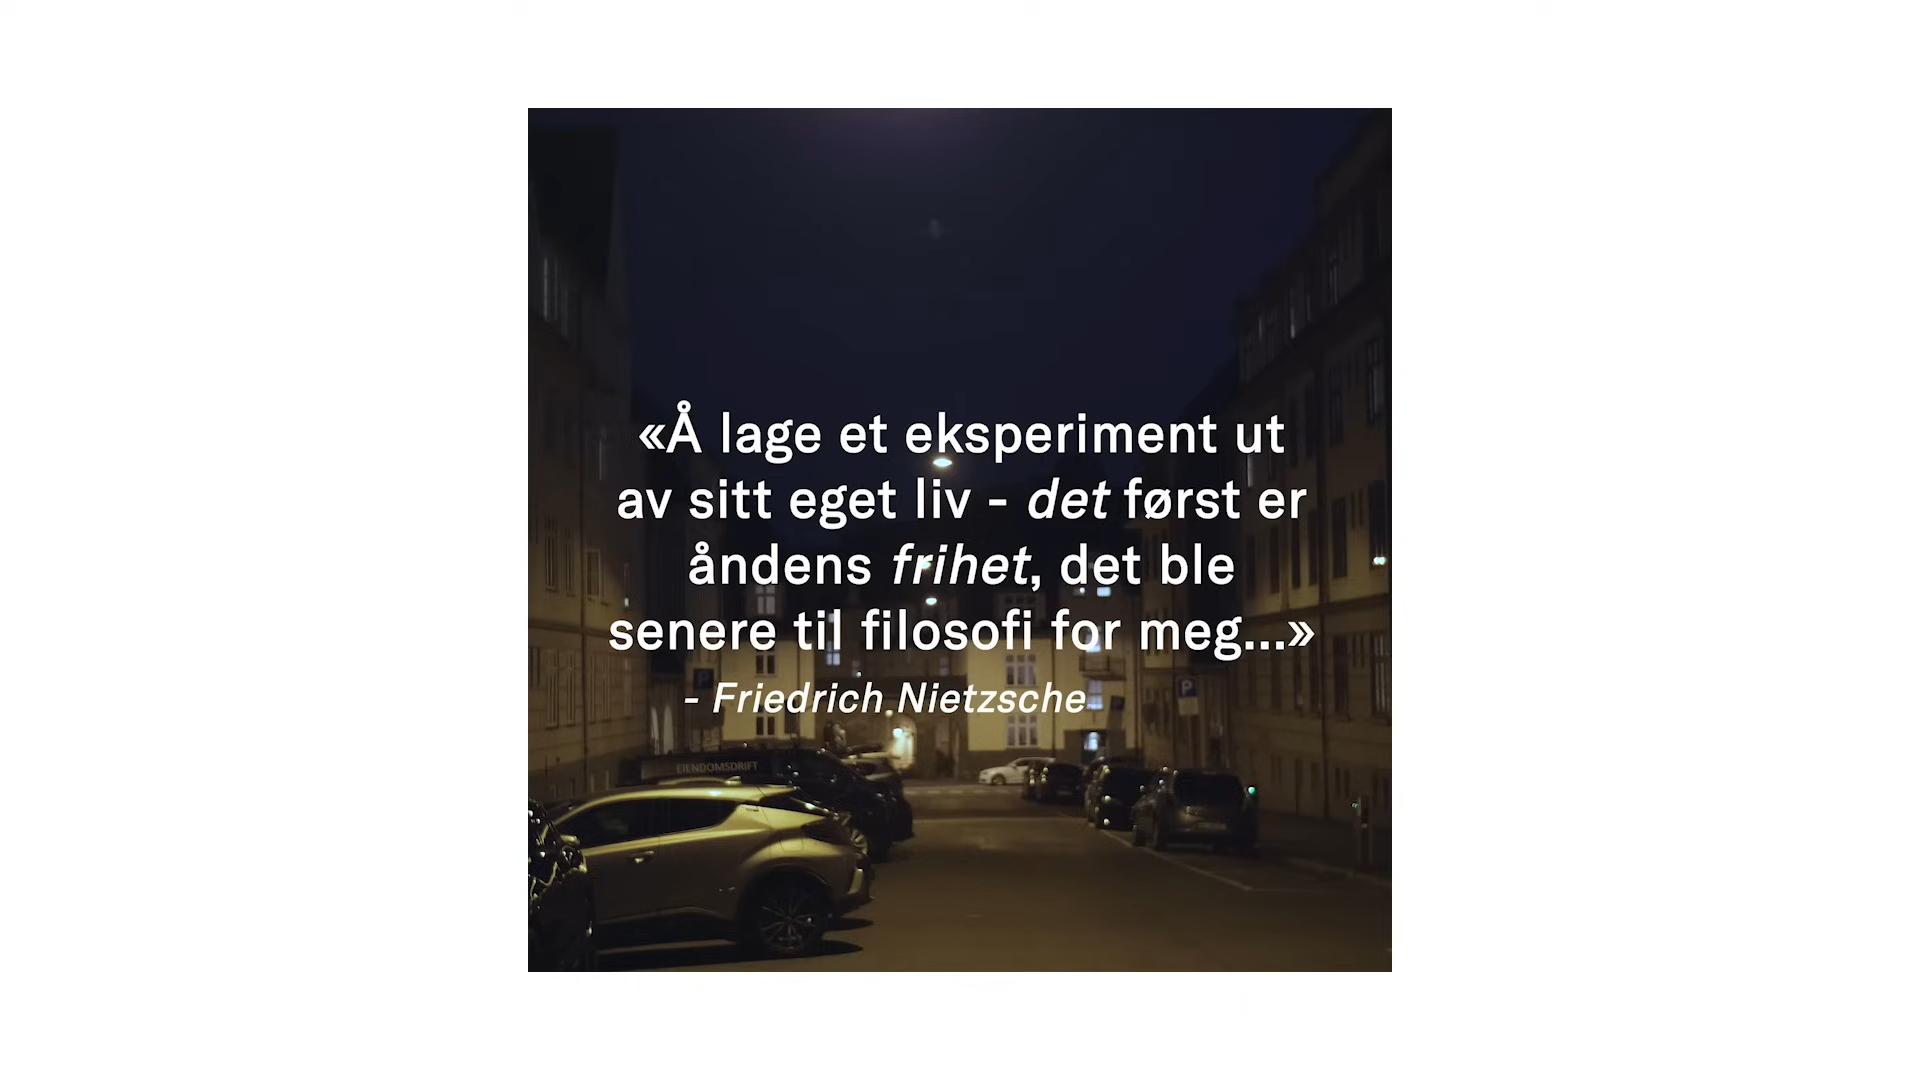 «Å lage et eksperiment ut
av sitt eget liv - det først er
åndens frihet, det ble
senere til filosofi for meg...»
- Friedrich Nietzsche
EIENDOMSDRIFT
P